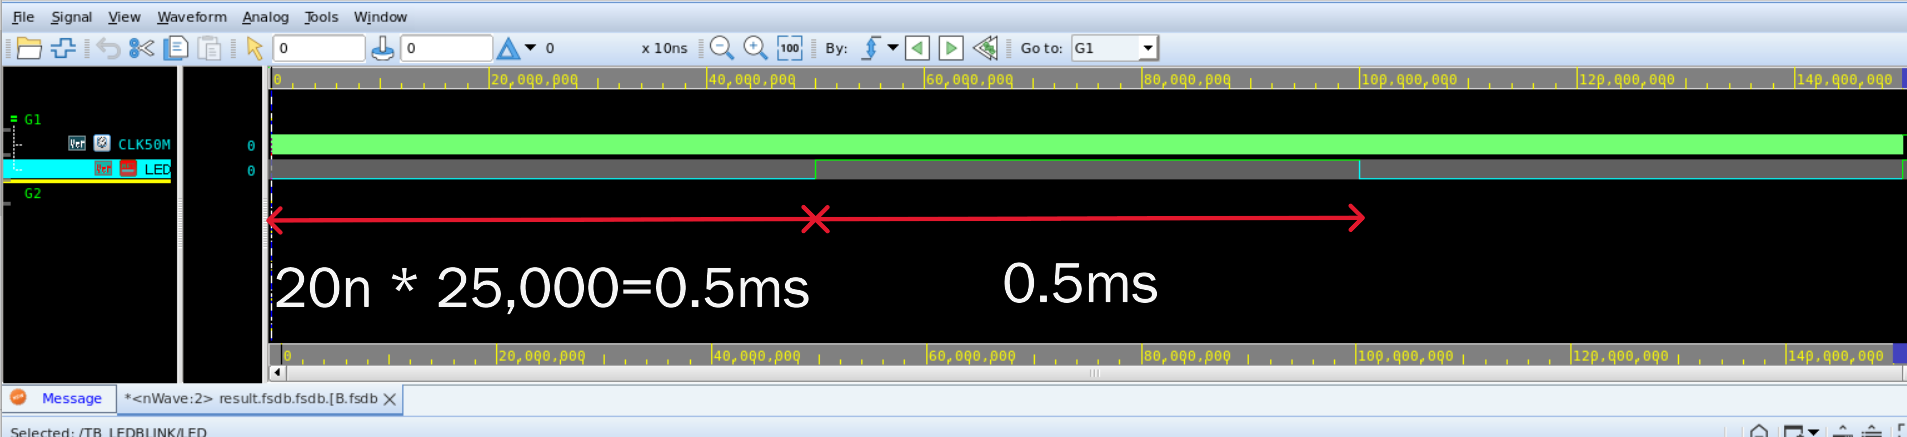 File Signal View Waveform Analog Tools Window
0 0 0 x 10ns 100 By: Go to: G1
0 20,000,000 40,000,000 60,000,000 80,000,000 100,000,000 120,000,000 140,000,000
G1
Ver CLK50M 0
Ver LED 0
G2
20n * 25,000=0.5ms 0.5ms
0 20,000,000 40,000,000 60,000,000 80,000,000 100,000,000 120,000,000 140,000,000
Message *<nWave:2> result.fsdb.fsdb.[B.fsdb
Selected: /TB_LEDBLINK/LED